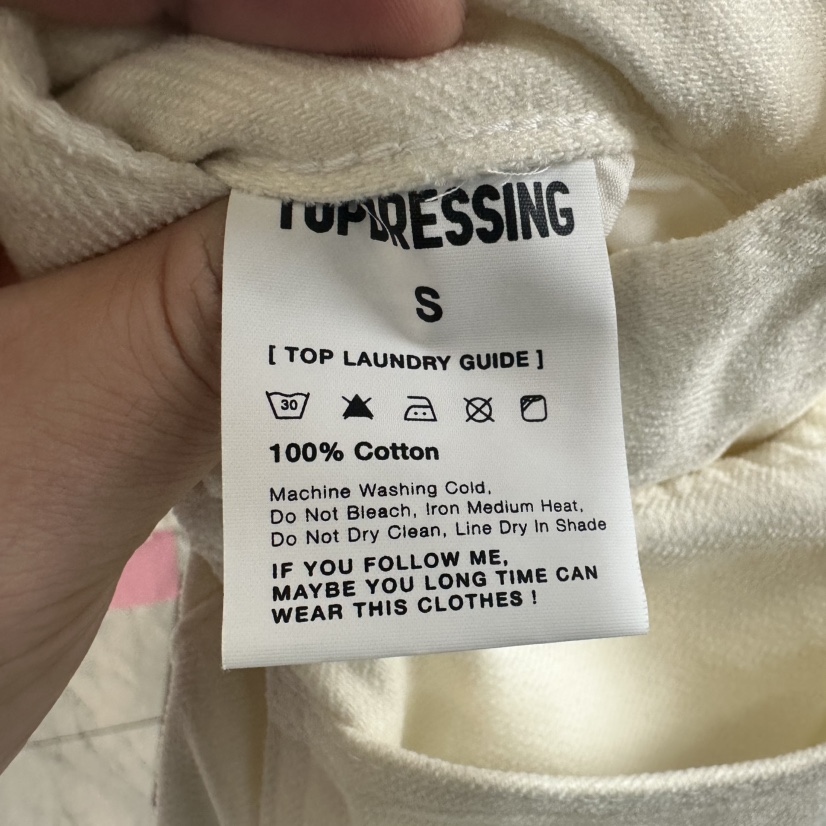 TOPDRESSING
S
[ TOP LAUNDRY GUIDE ]
30
100% Cotton
Machine Washing Cold,
Do Not Bleach, Iron Medium Heat,
Do Not Dry Clean, Line Dry In Shade
IF YOU FOLLOW ME,
MAYBE YOU LONG TIME CAN
WEAR THIS CLOTHES !